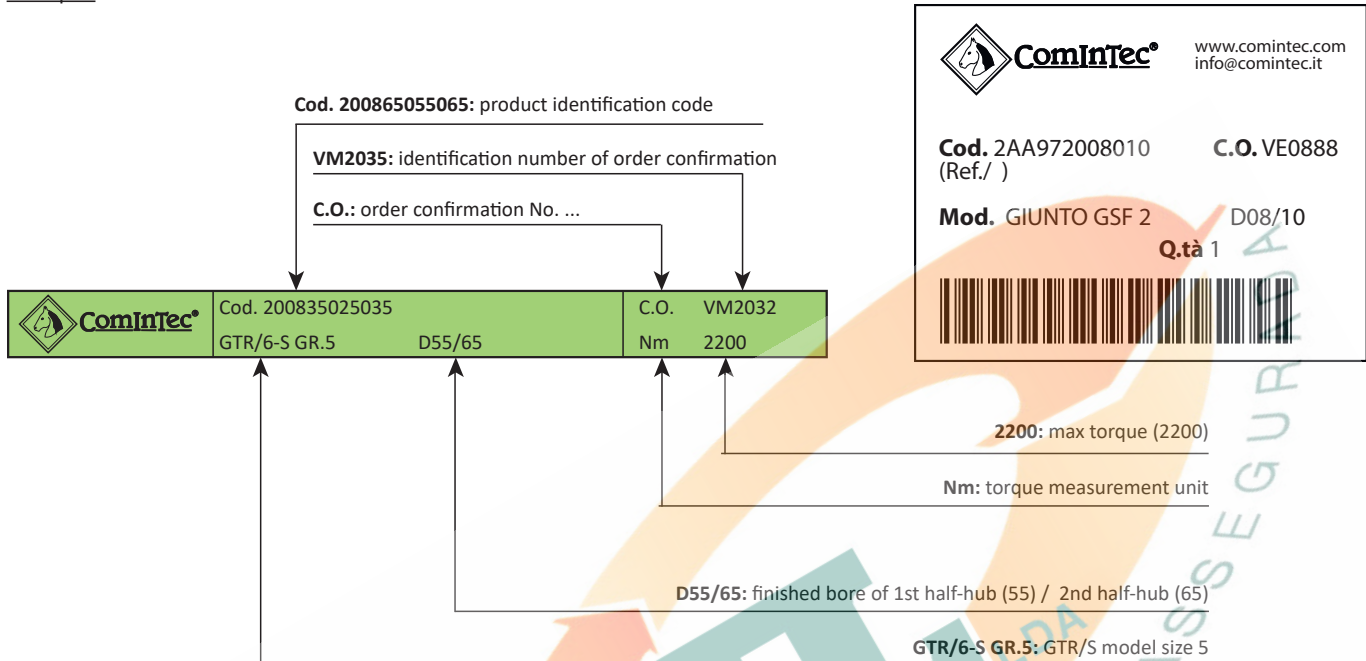 ComInTec®
www.comintec.com
info@comintec.it
Cod. 2AA972008010 C.O. VE0888
(Ref./ )
Mod. GIUNTO GSF 2 D08/10
Q.tà 1
Cod. 200865055065: product identification code
VM2035: identification number of order confirmation
C.O.: order confirmation No. ...
ComInTec®
Cod. 200835025035 C.O. VM2032
GTR/6-S GR.5 D55/65 Nm 2200
2200: max torque (2200)
Nm: torque measurement unit
D55/65: finished bore of 1st half-hub (55) / 2nd half-hub (65)
GTR/6-S GR.5: GTR/S model size 5